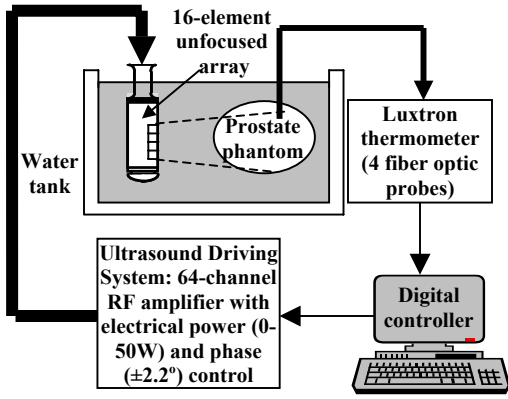 16-element
unfocused
array
Prostate
phantom
Water
tank
Luxtron
thermometer
(4 fiber optic
probes)
Ultrasound Driving
System: 64-channel
RF amplifier with
electrical power (0-
50W) and phase
(±2.2º) control
Digital
controller